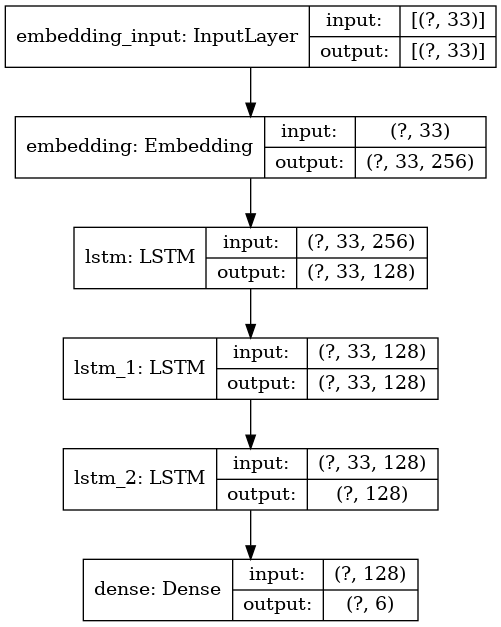 embedding_input: InputLayer
input: [(?, 33)]
output: [(?, 33)]
embedding: Embedding
input: (?, 33)
output: (?, 33, 256)
lstm: LSTM
input: (?, 33, 256)
output: (?, 33, 128)
lstm_1: LSTM
input: (?, 33, 128)
output: (?, 33, 128)
lstm_2: LSTM
input: (?, 33, 128)
output: (?, 128)
dense: Dense
input: (?, 128)
output: (?, 6)